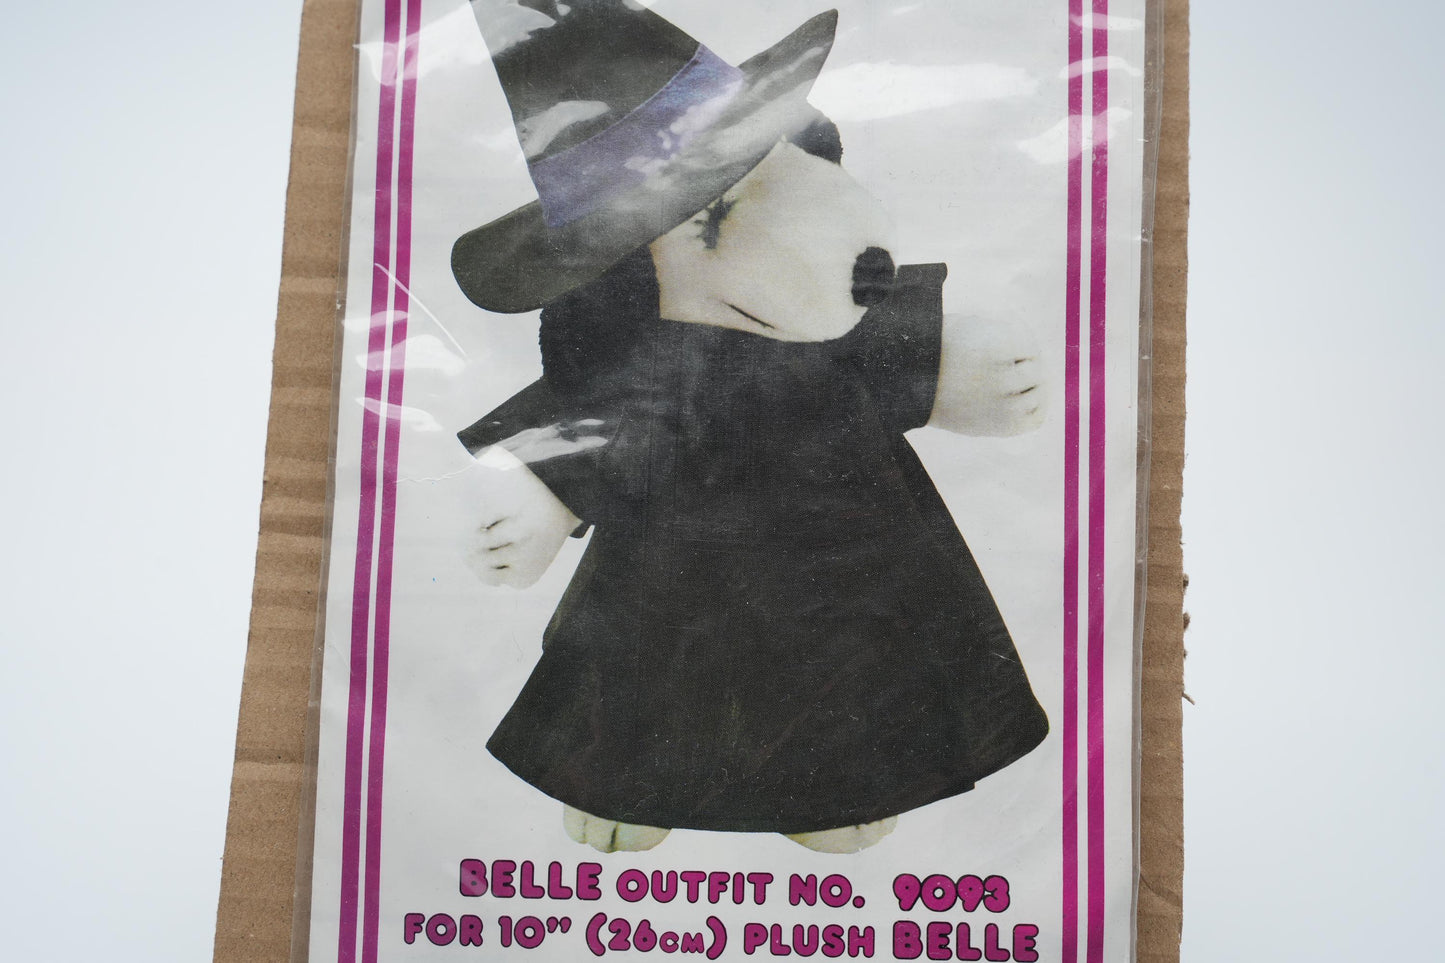 BELLE OUTFIT NO. 9093
FOR 10" (26CM) PLUSH BELLE